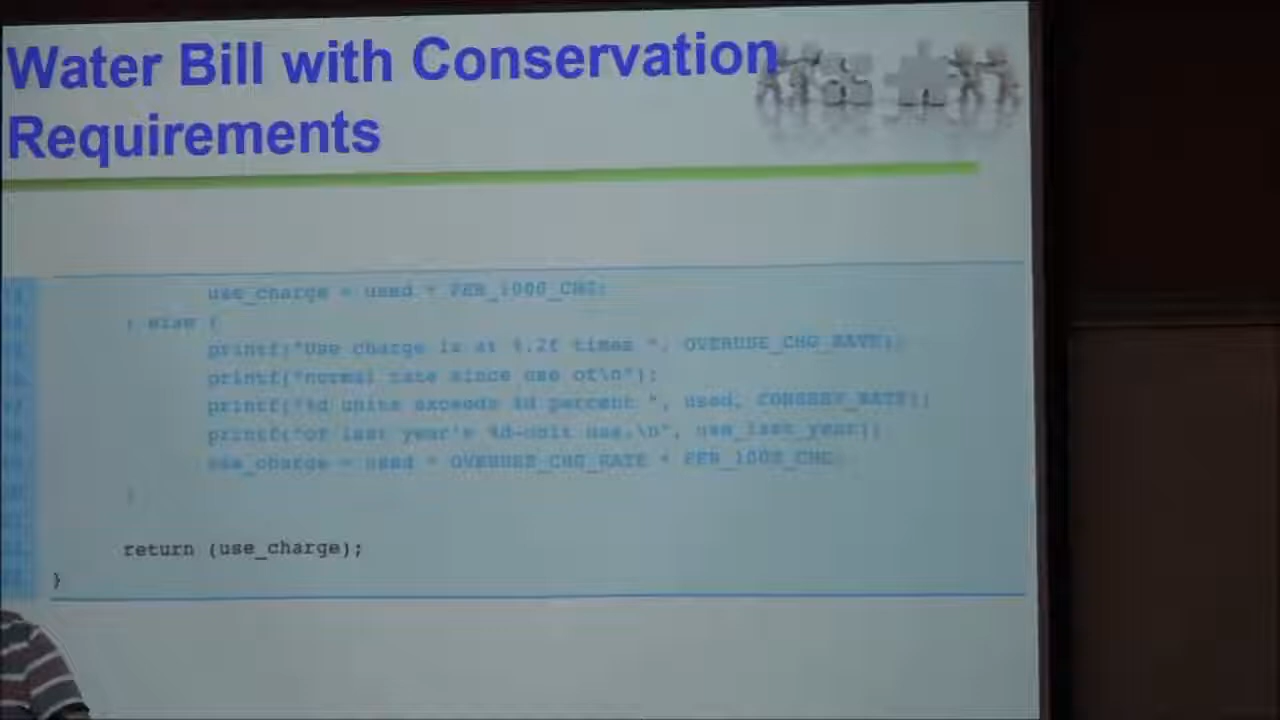 Water Bill with Conservation
Requirements
use_charge = used * PER_1000_CHG;
} else {
printf("Use charge is at %.2f times ", OVERUSE_CHG_RATE);
printf("normal rate since use of\n");
printf("%d units exceeds %d percent ", used, CONSERV_RATE);
printf("of last year's %d-unit use.\n", use_last_year);
use_charge = used * OVERUSE_CHG_RATE * PER_1000_CHG;
}
return (use_charge);
}